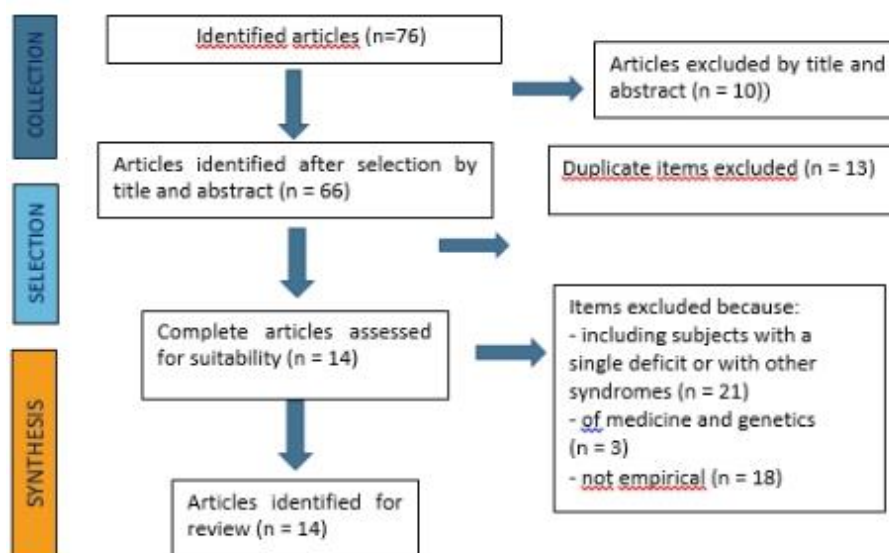 COLLECTION
Identified articles (n=76)
Articles excluded by title and
abstract (n = 10))
Articles identified after selection by
title and abstract (n = 66)
Duplicate items excluded (n = 13)
SELECTION
Complete articles assessed
for suitability (n = 14)
Items excluded because:
- including subjects with a
single deficit or with other
syndromes (n = 21)
- of medicine and genetics
(n = 3)
- not empirical (n = 18)
SYNTHESIS
Articles identified for
review (n = 14)